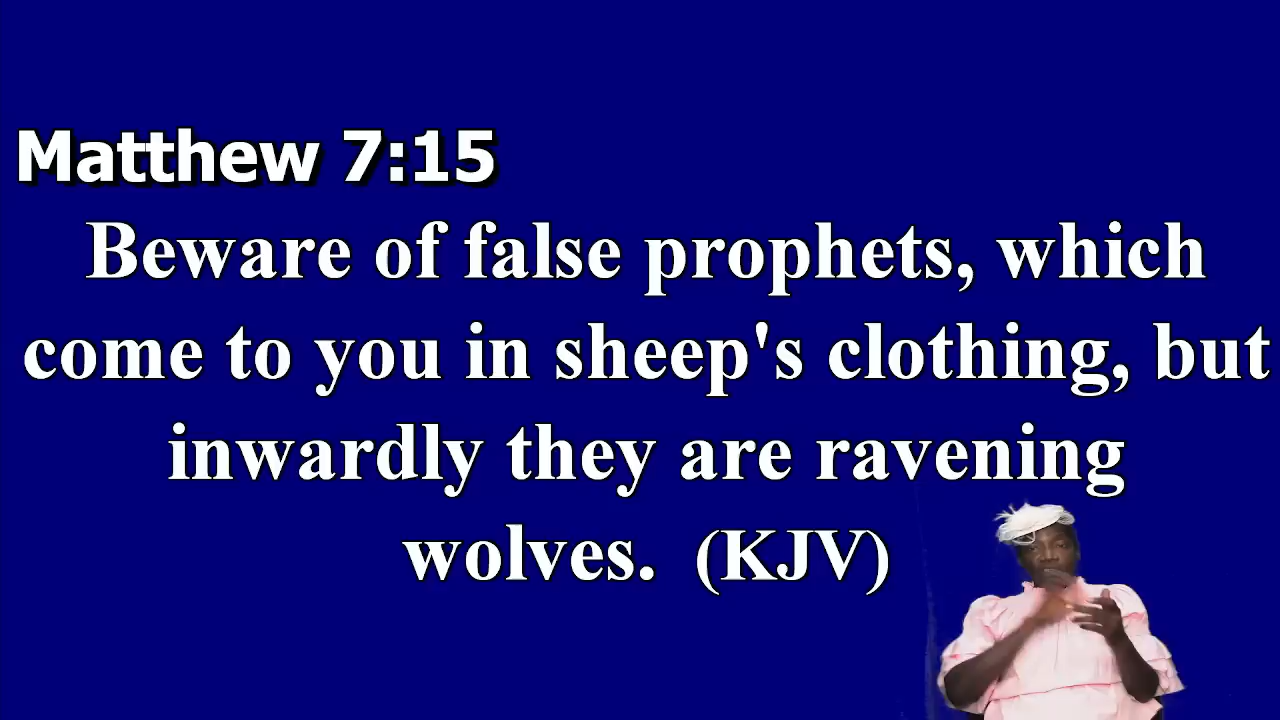 Matthew 7:15
Beware of false prophets, which
come to you in sheep's clothing, but
inwardly they are ravening
wolves. (KJV)